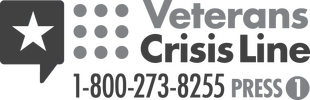 Veterans
Crisis Line
1-800-273-8255 PRESS 1